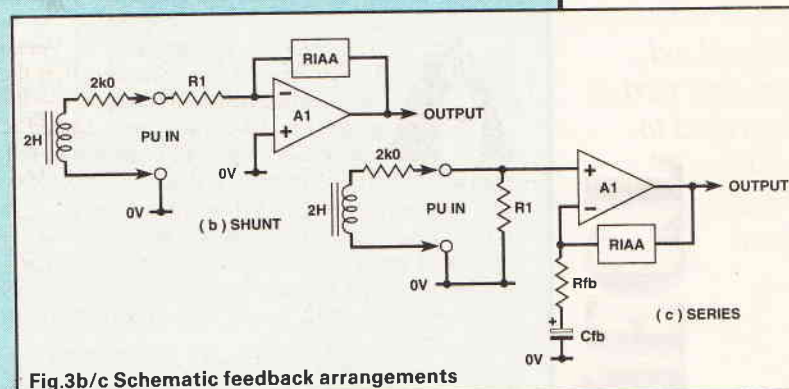 2k0
R1
RIAA
2H
PU IN
−
A1
+
OUTPUT
0V
0V
( b ) SHUNT
2k0
2H
PU IN
R1
0V
+
A1
−
OUTPUT
RIAA
Rfb
+
Cfb
0V
( c ) SERIES
Fig.3b/c Schematic feedback arrangements